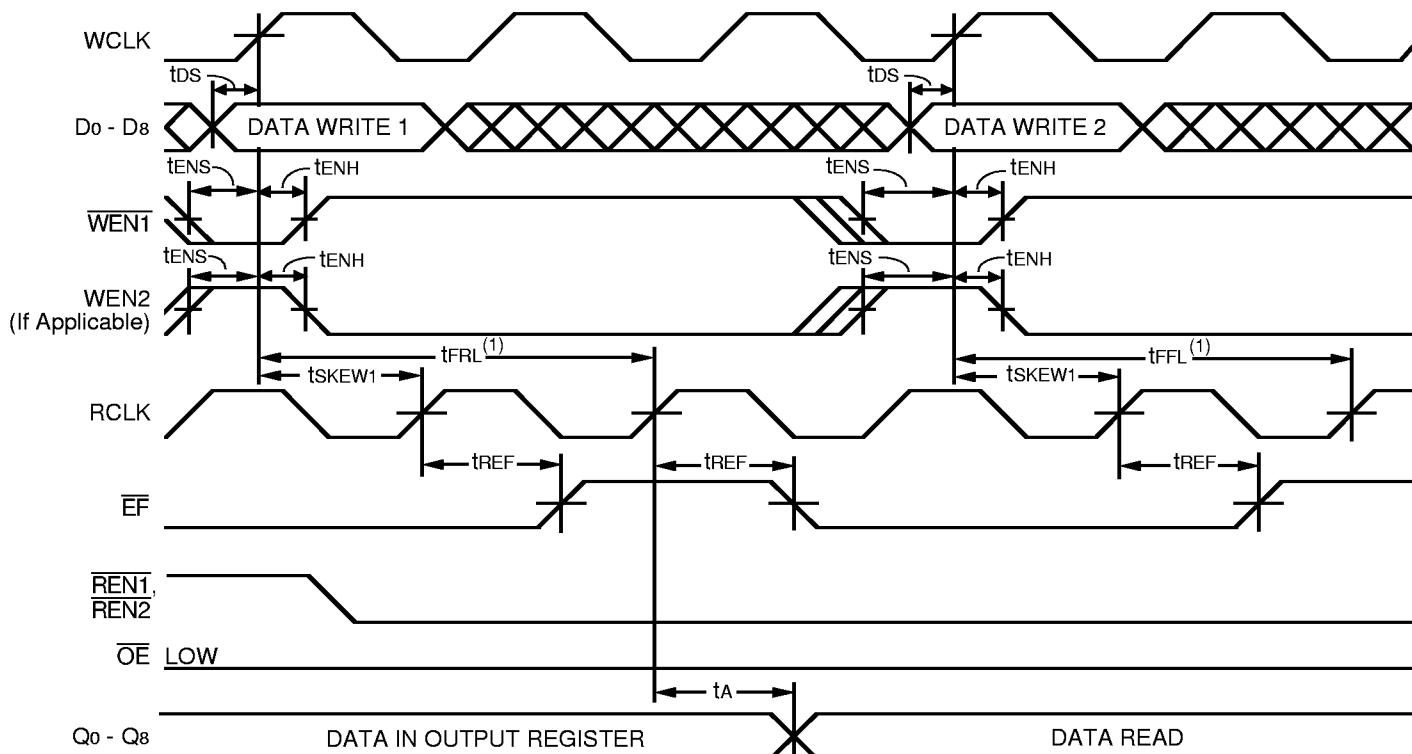 WCLK
tDS tDS
D0 - D8 DATA WRITE 1 DATA WRITE 2
tENS tENH tENS tENH
WEN1
tENS tENH tENS tENH
WEN2
(If Applicable)
tFRL(1) tFFL(1)
tSKEW1 tSKEW1
RCLK
tREF tREF tREF
EF
REN1,
REN2
OE LOW
tA
Q0 - Q8 DATA IN OUTPUT REGISTER DATA READ